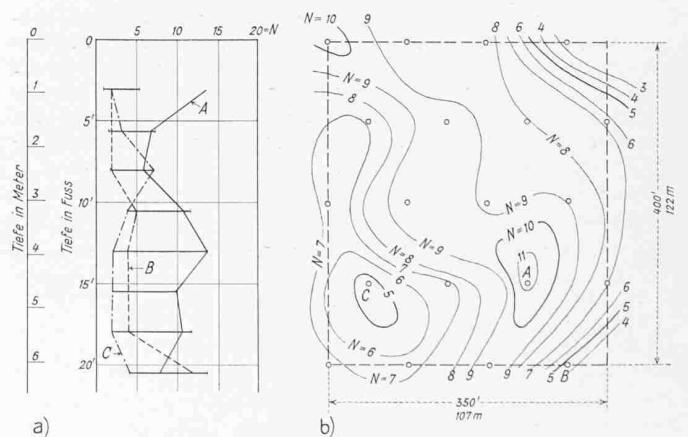 0
5
10
15
20=N
0
1
2
3
4
5
6
Tiefe in Meter
0
5'
10'
15'
20'
Tiefe in Fuss
A
B
C
a)
N=10
9
8
6
4
3
4
5
6
N=9
8
N=8
N=7
N=9
N=10
11
A
N=8
N=9
7
6
5
C
N=6
N=7
8
9
9
7
5
B
6
5
4
400'
122 m
350'
107 m
b)